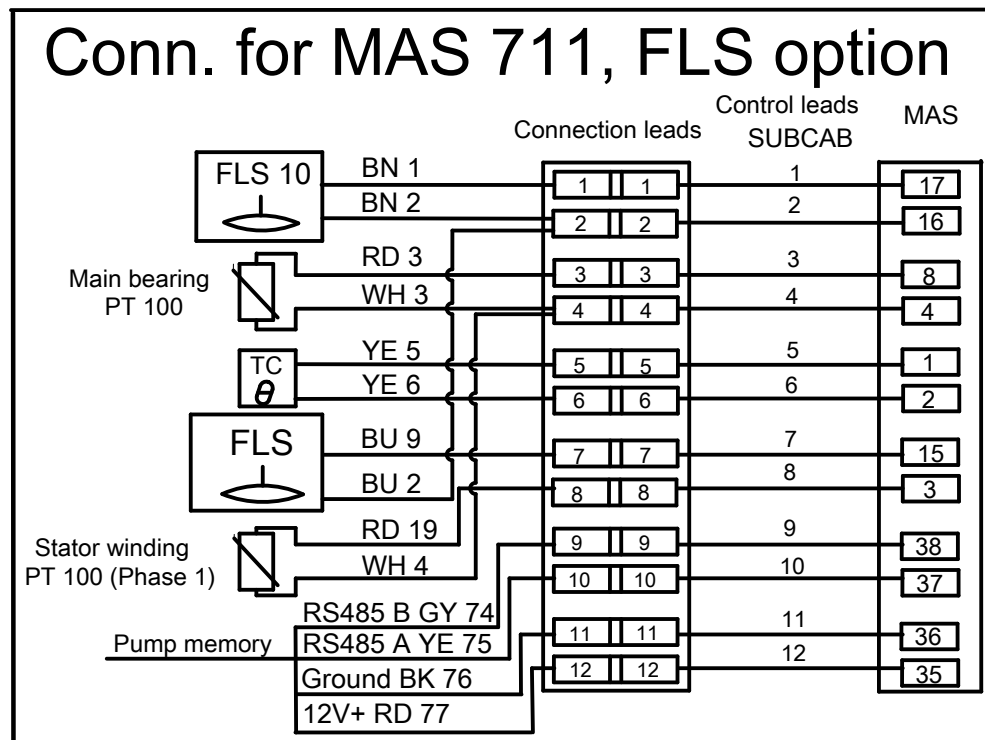 Conn. for MAS 711, FLS option
Connection leads
Control leads
SUBCAB
MAS
FLS 10
BN 1
BN 2
1 1 1 17
2 2 2 16
Main bearing
PT 100
RD 3
WH 3
3 3 3 8
4 4 4 4
TC
θ
YE 5
YE 6
5 5 5 1
6 6 6 2
FLS
BU 9
BU 2
7 7 7 15
8 8 8 3
Stator winding
PT 100 (Phase 1)
RD 19
WH 4
9 9 9 38
10 10 10 37
Pump memory
RS485 B GY 74
RS485 A YE 75
Ground BK 76
12V+ RD 77
11 11 11 36
12 12 12 35